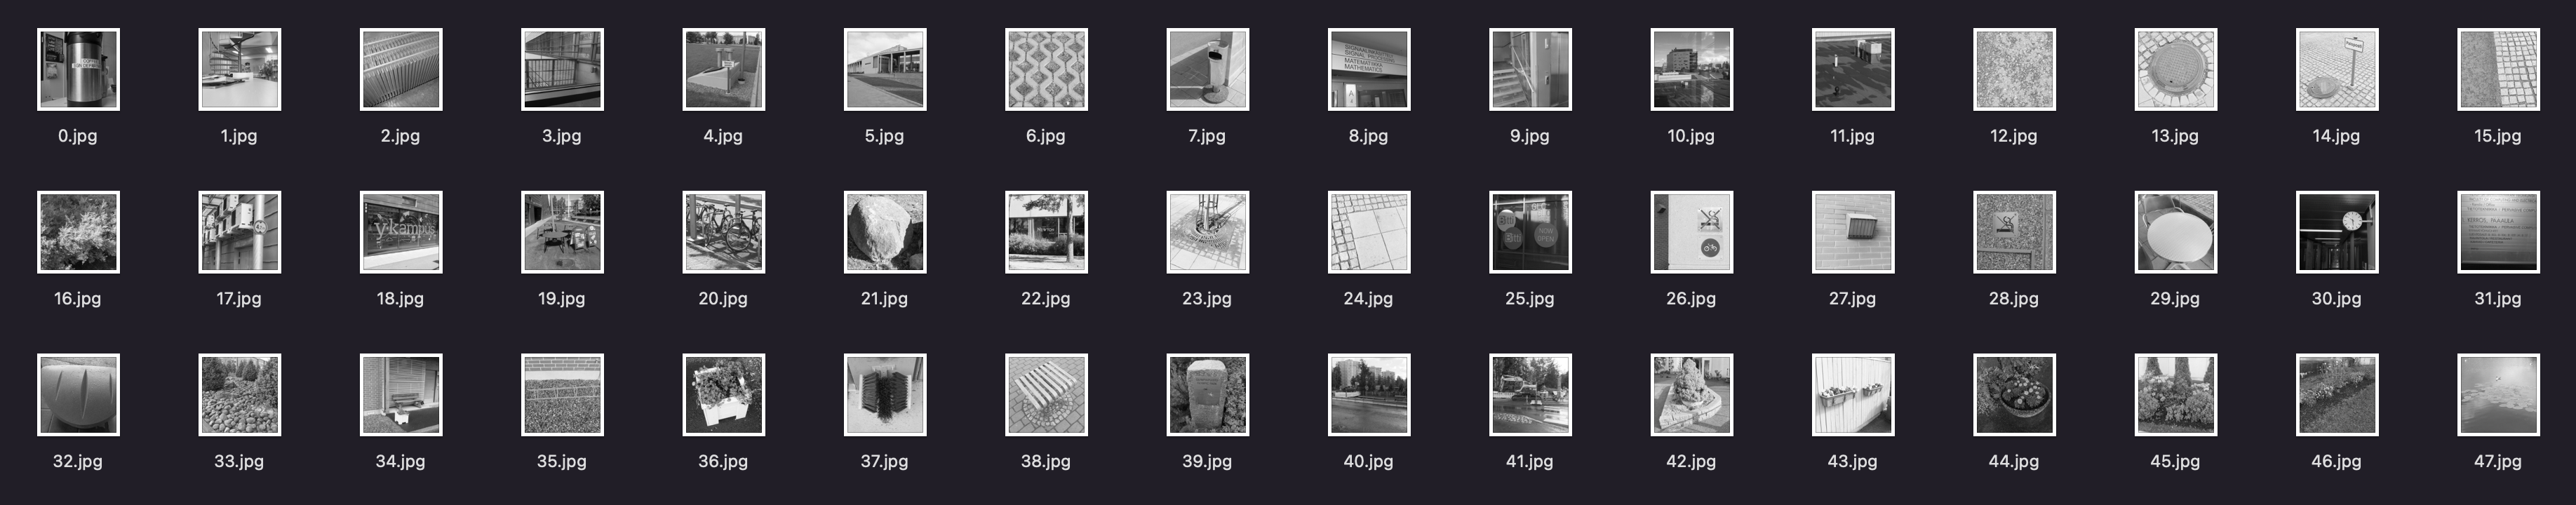 0.jpg 1.jpg 2.jpg 3.jpg 4.jpg 5.jpg 6.jpg 7.jpg 8.jpg 9.jpg 10.jpg 11.jpg 12.jpg 13.jpg 14.jpg 15.jpg
MATEMATIIKKA
MATHEMATICS
16.jpg 17.jpg 18.jpg 19.jpg 20.jpg 21.jpg 22.jpg 23.jpg 24.jpg 25.jpg 26.jpg 27.jpg 28.jpg 29.jpg 30.jpg 31.jpg
ykampus
NOW
OPEN
32.jpg 33.jpg 34.jpg 35.jpg 36.jpg 37.jpg 38.jpg 39.jpg 40.jpg 41.jpg 42.jpg 43.jpg 44.jpg 45.jpg 46.jpg 47.jpg